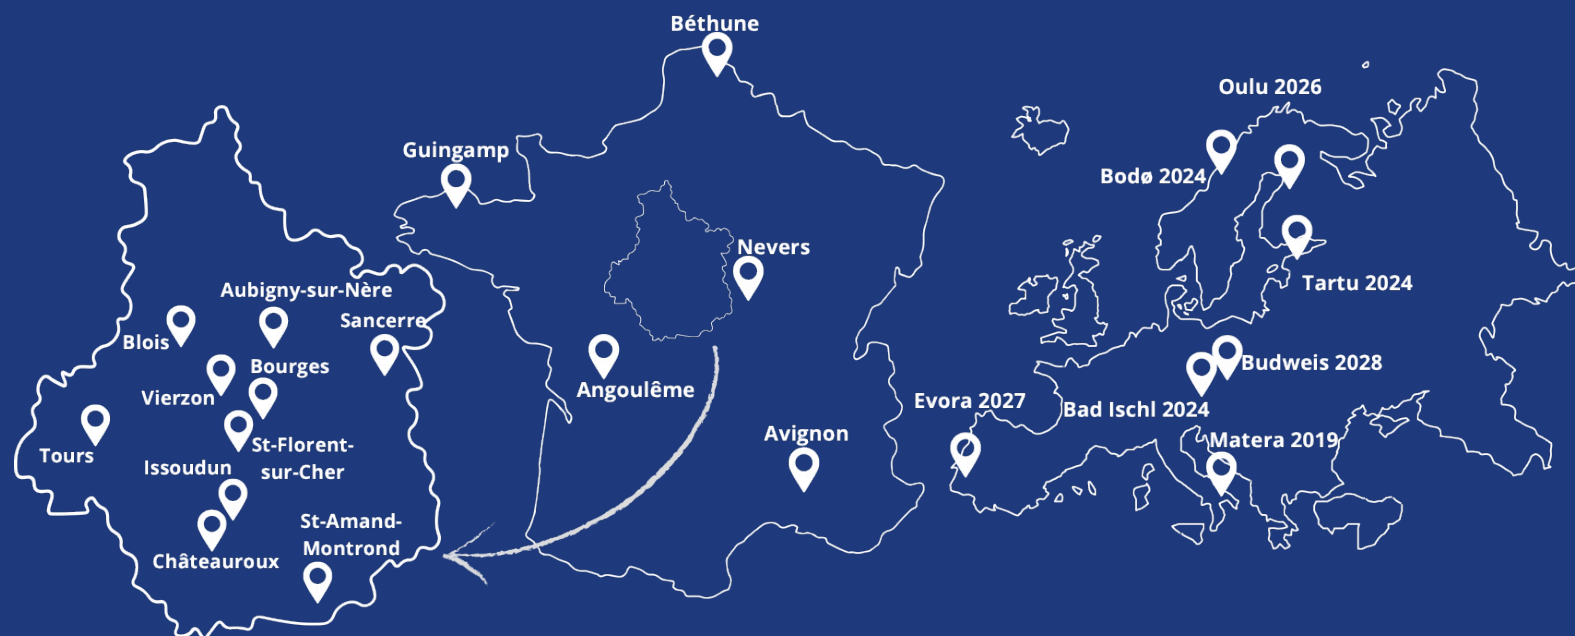 Aubigny-sur-Nère
Sancerre
Blois
Bourges
Vierzon
Tours
St-Florent-
sur-Cher
Issoudun
St-Amand-
Montrond
Châteauroux
Béthune
Guingamp
Nevers
Angoulême
Avignon
Oulu 2026
Bodø 2024
Tartu 2024
Budweis 2028
Evora 2027
Bad Ischl 2024
Matera 2019